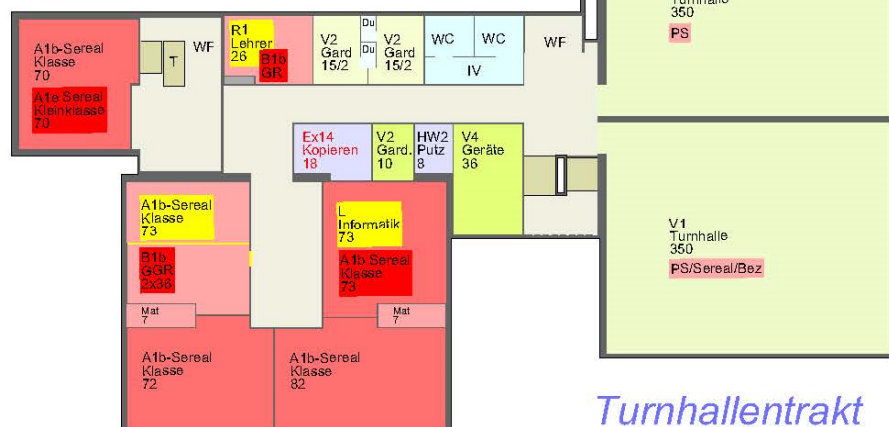 Turnhalle
350
PS
A1b-Sereal
Klasse
70
A1e Sereal
Kleinklasse
70
T
WF
R1
Lehrer
26
B1b
GR
V2
Gard
15/2
Du
Du
V2
Gard
15/2
WC
WC
IV
WF
Ex14
Kopieren
18
V2
Gard.
10
HW2
Putz
8
V4
Geräte
36
A1b-Sereal
Klasse
73
B1b
GGR
2x36
Mat
7
L
Informatik
73
A1b Sereal
Klasse
73
Mat
7
A1b-Sereal
Klasse
72
A1b-Sereal
Klasse
82
V1
Turnhalle
350
PS/Sereal/Bez
Turnhallentrakt